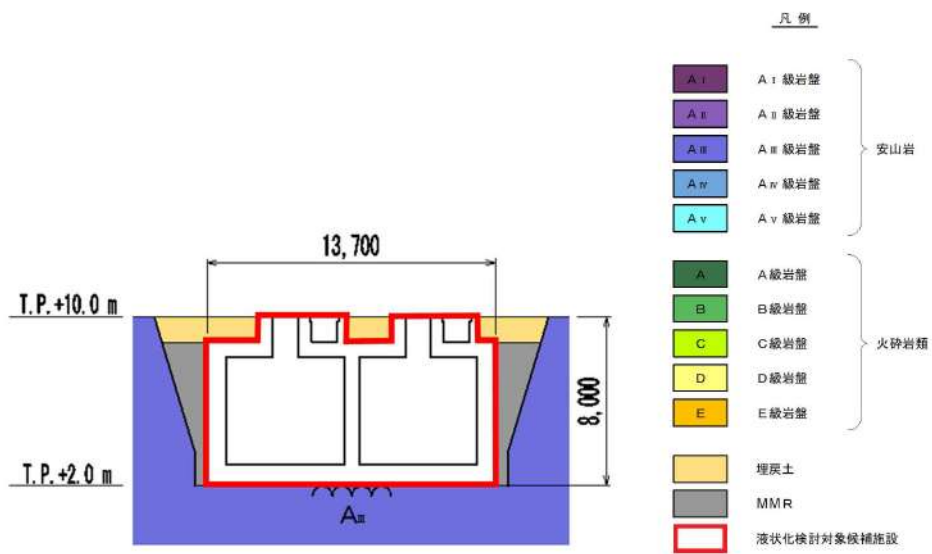 凡 例
AⅠ AⅠ級岩盤
AⅡ AⅡ級岩盤
AⅢ AⅢ級岩盤
AⅣ AⅣ級岩盤
AⅤ AⅤ級岩盤
安山岩
A A級岩盤
B B級岩盤
C C級岩盤
D D級岩盤
E E級岩盤
火砕岩類
埋戻土
MMR
液状化検討対象候補施設
13,700
T.P.+10.0 m
8,000
T.P.+2.0 m
AⅢ